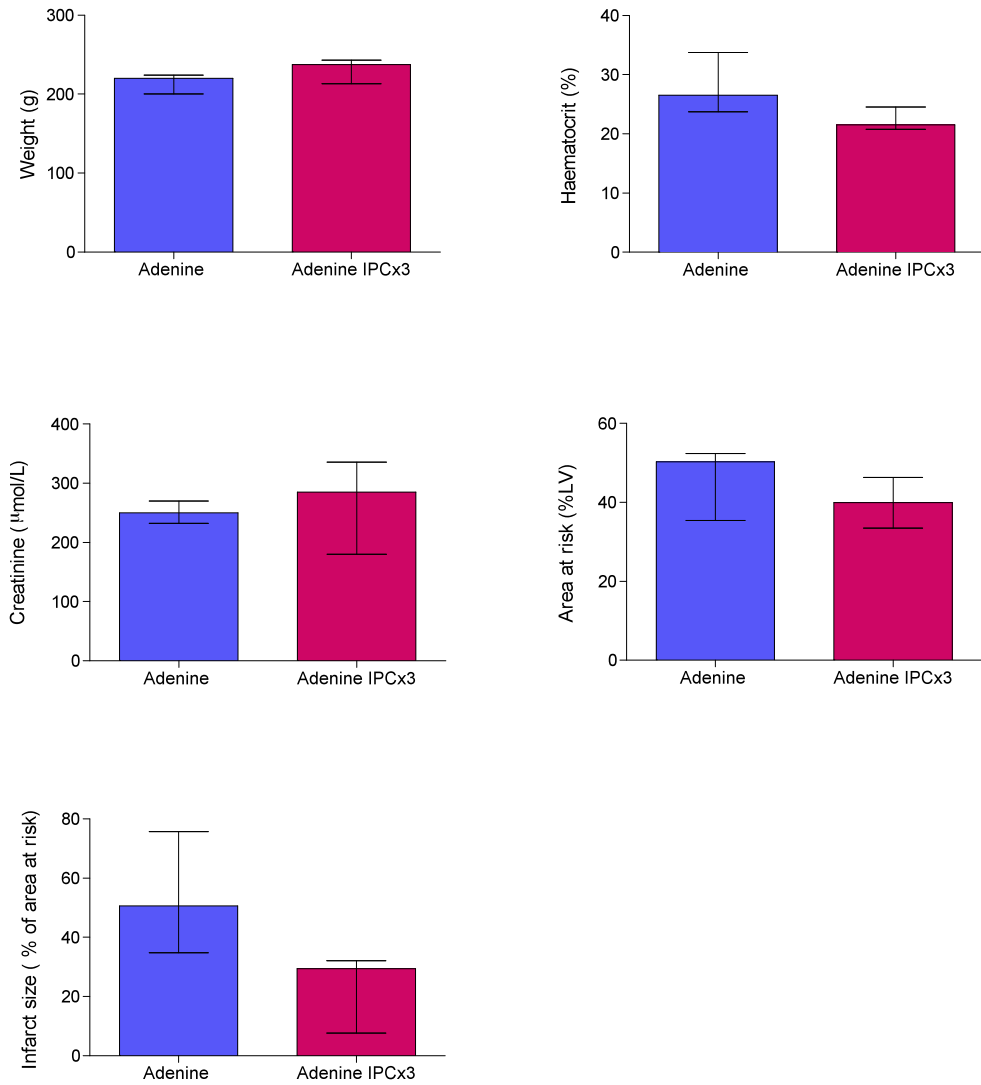 Weight (g)
300
200
100
0
Adenine
Adenine IPCx3
Haematocrit (%)
40
30
20
10
0
Adenine
Adenine IPCx3
Creatinine (μmol/L)
400
300
200
100
0
Adenine
Adenine IPCx3
Area at risk (%LV)
60
40
20
0
Adenine
Adenine IPCx3
Infarct size ( % of area at risk)
80
60
40
20
0
Adenine
Adenine IPCx3